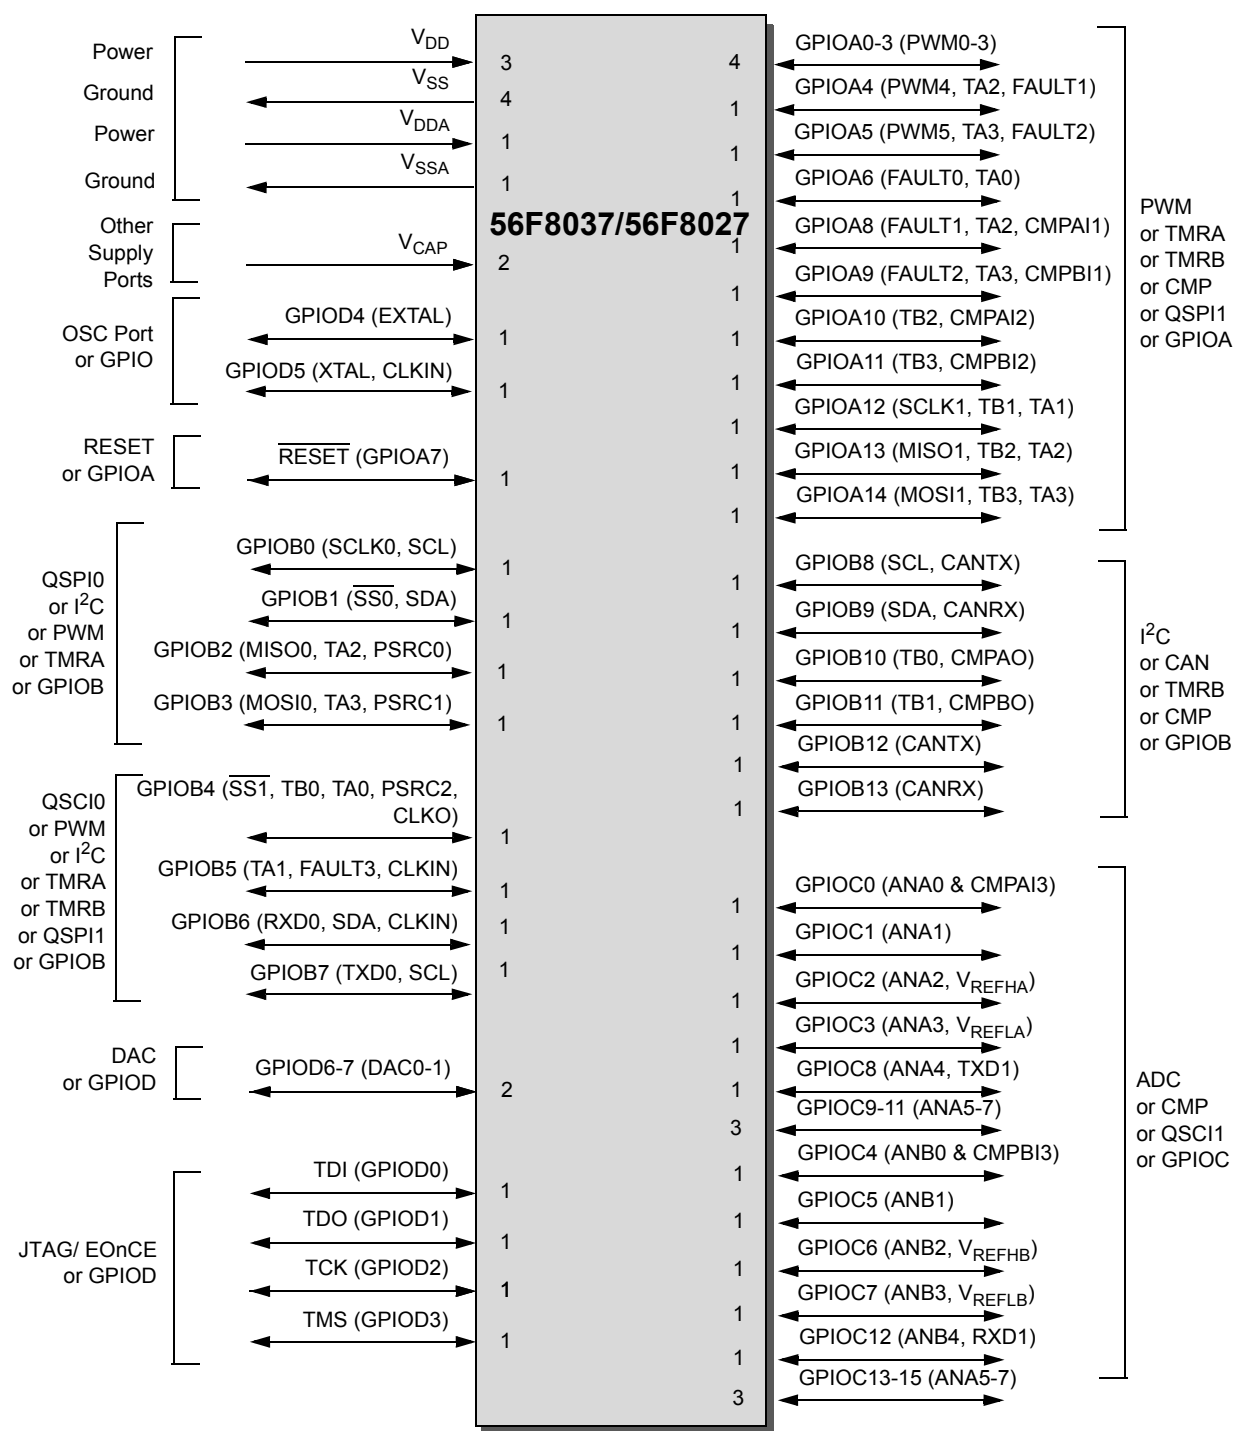 Power
V_DD
3
Ground
V_SS
4
Power
V_DDA
1
Ground
V_SSA
1
56F8037/56F8027
Other
Supply
Ports
V_CAP
2
OSC Port
or GPIO
GPIOD4 (EXTAL)
1
GPIOD5 (XTAL, CLKIN)
1
RESET
or GPIOA
RESET (GPIOA7)
1
QSPI0
or I²C
or PWM
or TMRA
or GPIOB
GPIOB0 (SCLK0, SCL)
1
GPIOB1 (SS0, SDA)
1
GPIOB2 (MISO0, TA2, PSRC0)
1
GPIOB3 (MOSI0, TA3, PSRC1)
1
QSCI0
or PWM
or I²C
or TMRA
or TMRB
or QSPI1
or GPIOB
GPIOB4 (SS1, TB0, TA0, PSRC2,
CLKO)
1
GPIOB5 (TA1, FAULT3, CLKIN)
1
GPIOB6 (RXD0, SDA, CLKIN)
1
GPIOB7 (TXD0, SCL)
1
DAC
or GPIOD
GPIOD6-7 (DAC0-1)
2
JTAG/ EOnCE
or GPIOD
TDI (GPIOD0)
1
TDO (GPIOD1)
1
TCK (GPIOD2)
1
TMS (GPIOD3)
1
4
GPIOA0-3 (PWM0-3)
1
GPIOA4 (PWM4, TA2, FAULT1)
1
GPIOA5 (PWM5, TA3, FAULT2)
1
GPIOA6 (FAULT0, TA0)
1
GPIOA8 (FAULT1, TA2, CMPAI1)
1
GPIOA9 (FAULT2, TA3, CMPBI1)
1
GPIOA10 (TB2, CMPAI2)
1
GPIOA11 (TB3, CMPBI2)
1
GPIOA12 (SCLK1, TB1, TA1)
1
GPIOA13 (MISO1, TB2, TA2)
1
GPIOA14 (MOSI1, TB3, TA3)
PWM
or TMRA
or TMRB
or CMP
or QSPI1
or GPIOA
1
GPIOB8 (SCL, CANTX)
1
GPIOB9 (SDA, CANRX)
1
GPIOB10 (TB0, CMPAO)
1
GPIOB11 (TB1, CMPBO)
1
GPIOB12 (CANTX)
1
GPIOB13 (CANRX)
I²C
or CAN
or TMRB
or CMP
or GPIOB
1
GPIOC0 (ANA0 & CMPAI3)
1
GPIOC1 (ANA1)
1
GPIOC2 (ANA2, V_REFHA)
1
GPIOC3 (ANA3, V_REFLA)
1
GPIOC8 (ANA4, TXD1)
3
GPIOC9-11 (ANA5-7)
1
GPIOC4 (ANB0 & CMPBI3)
1
GPIOC5 (ANB1)
1
GPIOC6 (ANB2, V_REFHB)
1
GPIOC7 (ANB3, V_REFLB)
1
GPIOC12 (ANB4, RXD1)
3
GPIOC13-15 (ANA5-7)
ADC
or CMP
or QSCI1
or GPIOC